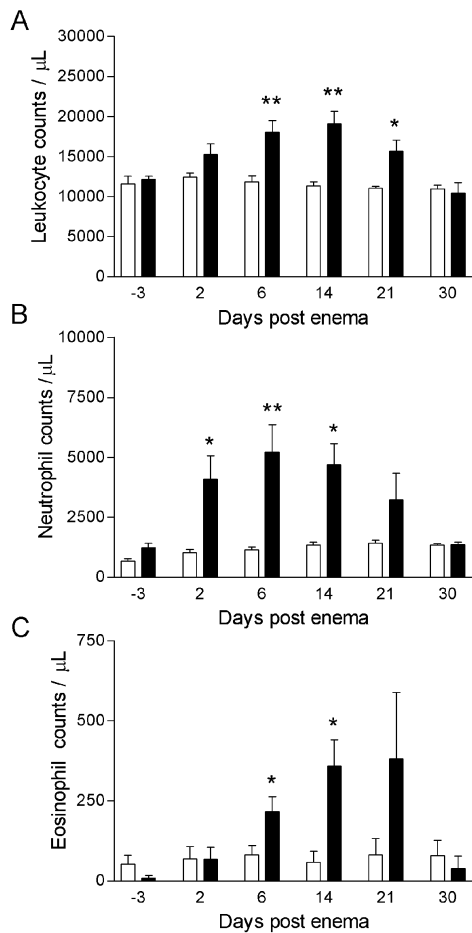 A
Leukocyte counts / μL
30000
25000
20000
15000
10000
5000
0
** ** *
-3 2 6 14 21 30
Days post enema
B
Neutrophil counts /μL
7500
5000
2500
0
* ** *
-3 2 6 14 21 30
Days post enema
C
Eosinophil counts / μL
750
500
250
0
* *
-3 2 6 14 21 30
Days post enema